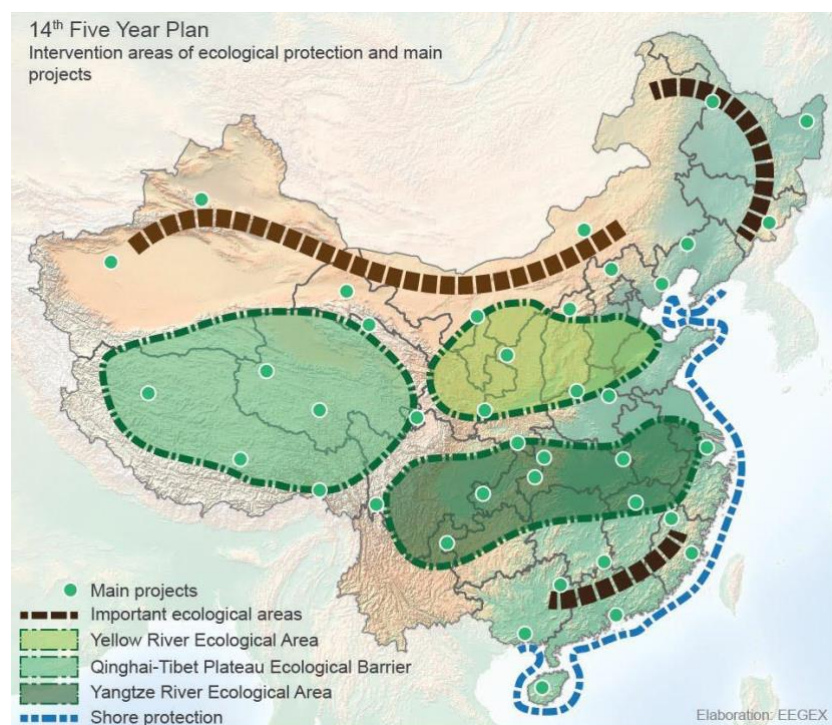 14th Five Year Plan
Intervention areas of ecological protection and main
projects
Main projects
Important ecological areas
Yellow River Ecological Area
Qinghai-Tibet Plateau Ecological Barrier
Yangtze River Ecological Area
Shore protection
Elaboration: EEGEX